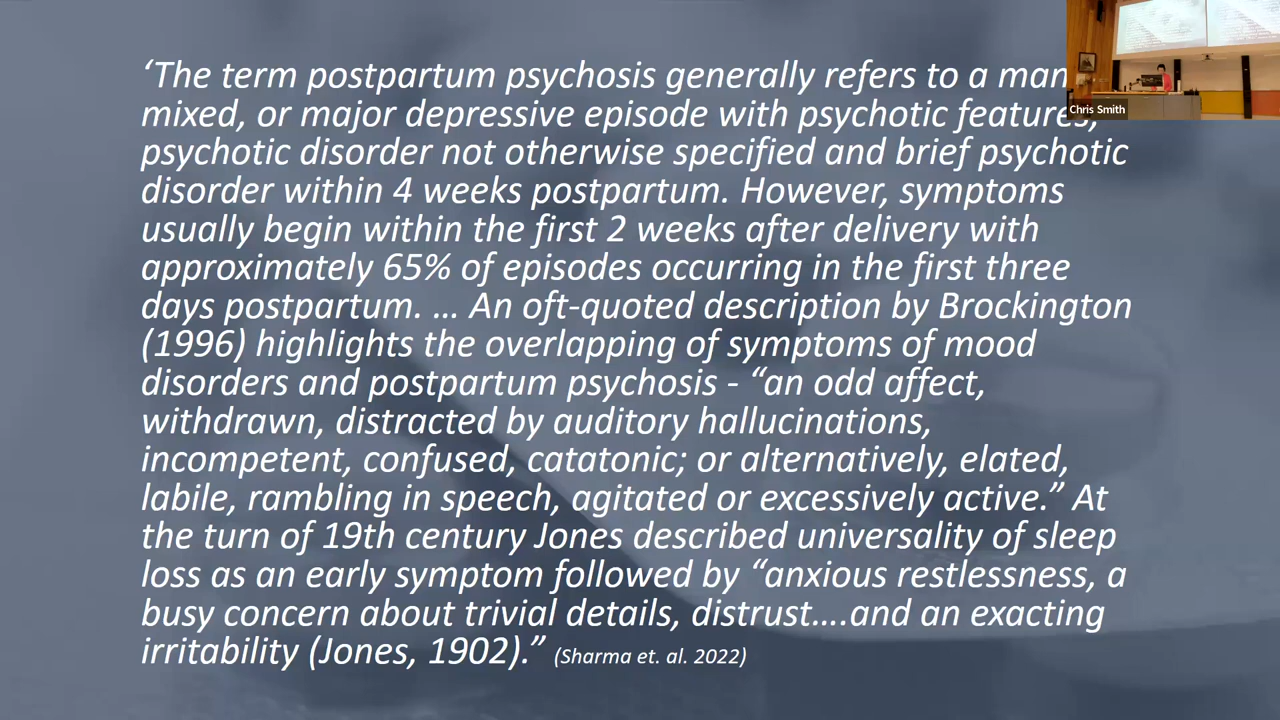 ‘The term postpartum psychosis generally refers to a
mixed, or major depressive episode with psychotic features,
psychotic disorder not otherwise specified and brief psychotic
disorder within 4 weeks postpartum. However, symptoms
usually begin within the first 2 weeks after delivery with
approximately 65% of episodes occurring in the first three
days postpartum. ... An oft-quoted description by Brockington
(1996) highlights the overlapping of symptoms of mood
disorders and postpartum psychosis - “an odd affect,
withdrawn, distracted by auditory hallucinations,
incompetent, confused, catatonic; or alternatively, elated,
labile, rambling in speech, agitated or excessively active.” At
the turn of 19th century Jones described universality of sleep
loss as an early symptom followed by “anxious restlessness, a
busy concern about trivial details, distrust....and an exacting
irritability (Jones, 1902).” (Sharma et. al. 2022)
Chris Smith